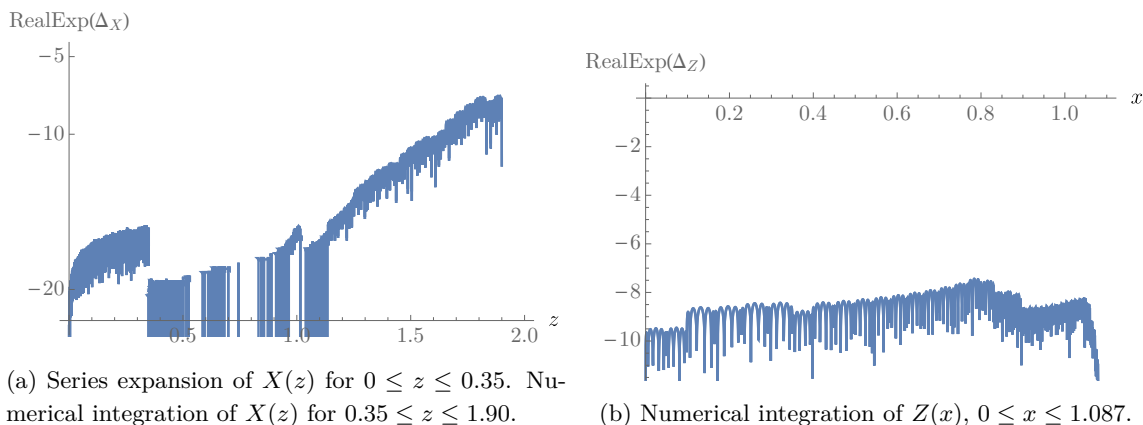 RealExp(Δ_X)
−5
−10
−20
0.5
1.0
1.5
2.0
z
RealExp(Δ_Z)
0.2
0.4
0.6
0.8
1.0
x
−2
−4
−6
−8
−10
(a) Series expansion of X(z) for 0 ≤ z ≤ 0.35. Nu-
merical integration of X(z) for 0.35 ≤ z ≤ 1.90.
(b) Numerical integration of Z(x), 0 ≤ x ≤ 1.087.